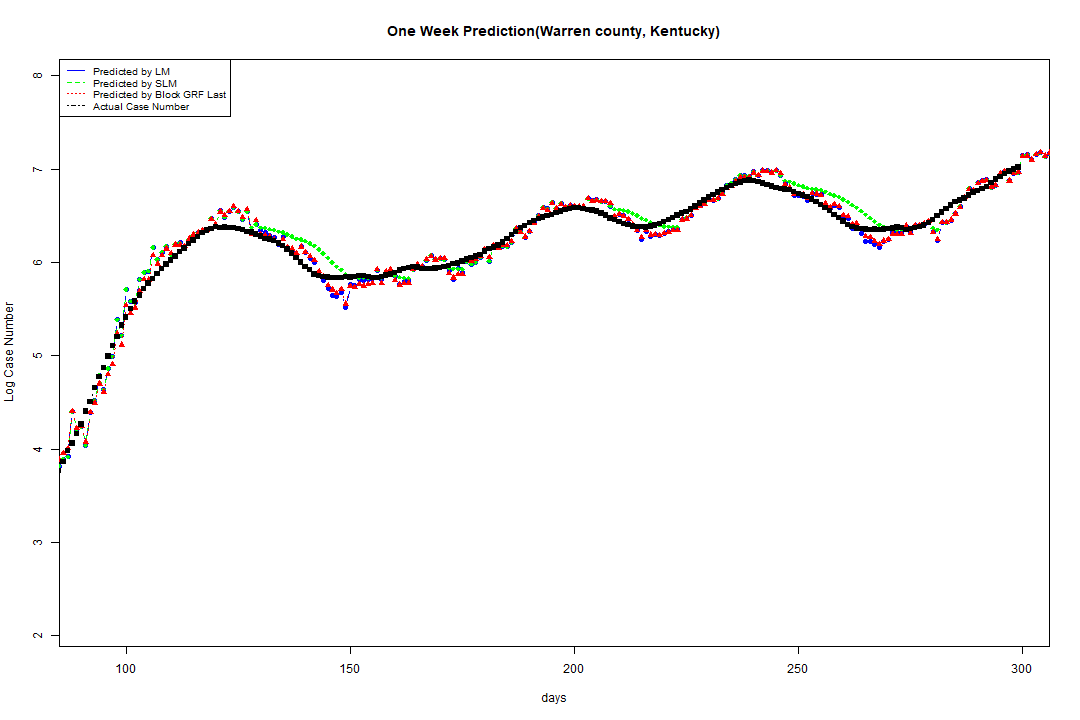 One Week Prediction(Warren county, Kentucky)
Predicted by LM
Predicted by SLM
Predicted by Block GRF Last
Actual Case Number
8
7
6
5
4
3
2
Log Case Number
100 150 200 250 300
days